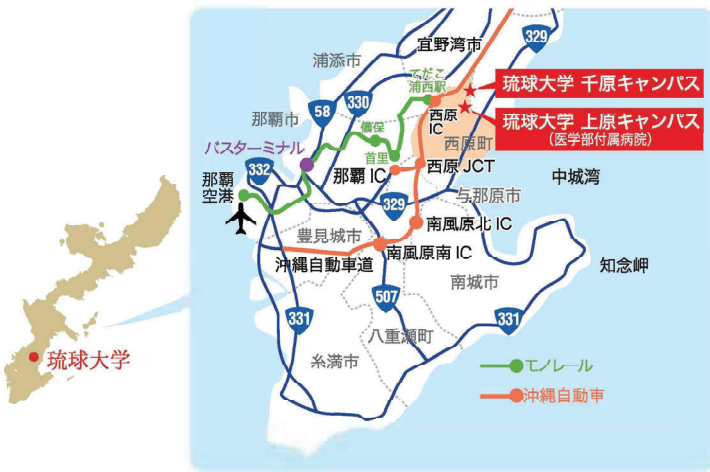 宜野湾市
329
浦添市
てだこ
浦西駅
琉球大学 千原キャンパス
330
58
西原
IC
琉球大学 上原キャンパス
(医学部付属病院)
那覇市
儀保
西原町
バスターミナル
首里
332
那覇 IC
西原 JCT
中城湾
那覇
空港
329
与那原市
南風原北 IC
豊見城市
南風原南 IC
沖縄自動車道
知念岬
南城市
507
331
331
八重瀬町
糸満市
琉球大学
モノレール
沖縄自動車